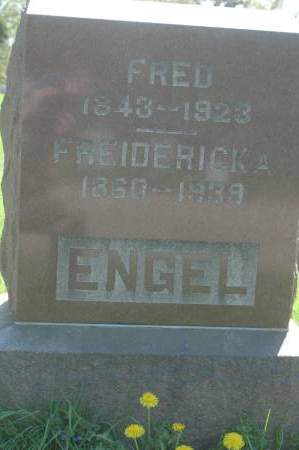 FRED
1843--1923
FREIDERICKA
1860--1939
ENGEL